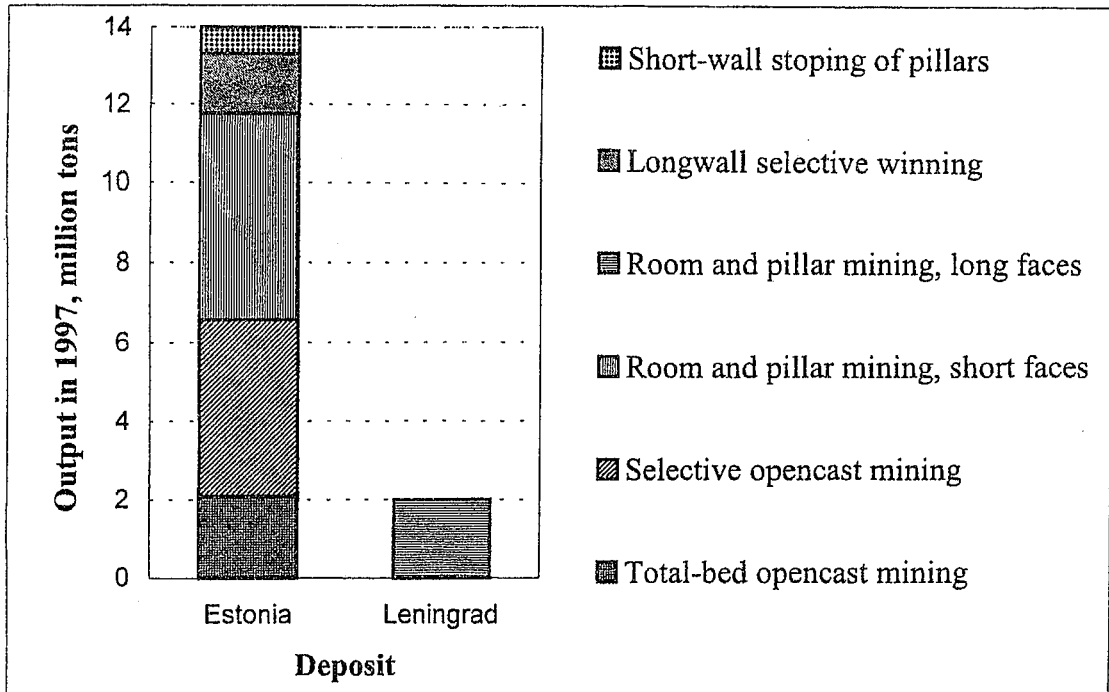 Output in 1997, million tons
14
12
10
8
6
4
2
0
Estonia Leningrad
Deposit
Short-wall stoping of pillars
Longwall selective winning
Room and pillar mining, long faces
Room and pillar mining, short faces
Selective opencast mining
Total-bed opencast mining